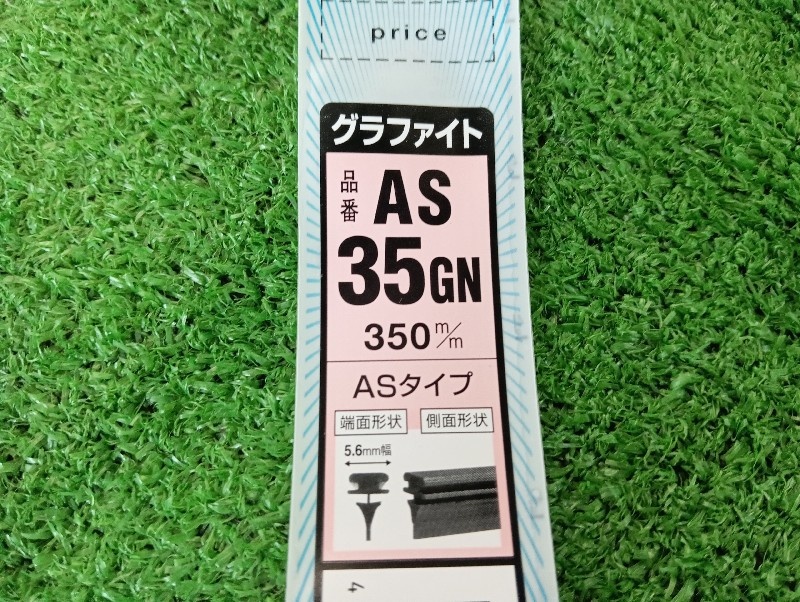 price
グラファイト
品番 AS
35GN
350m/m
ASタイプ
端面形状 側面形状
5.6mm幅
4